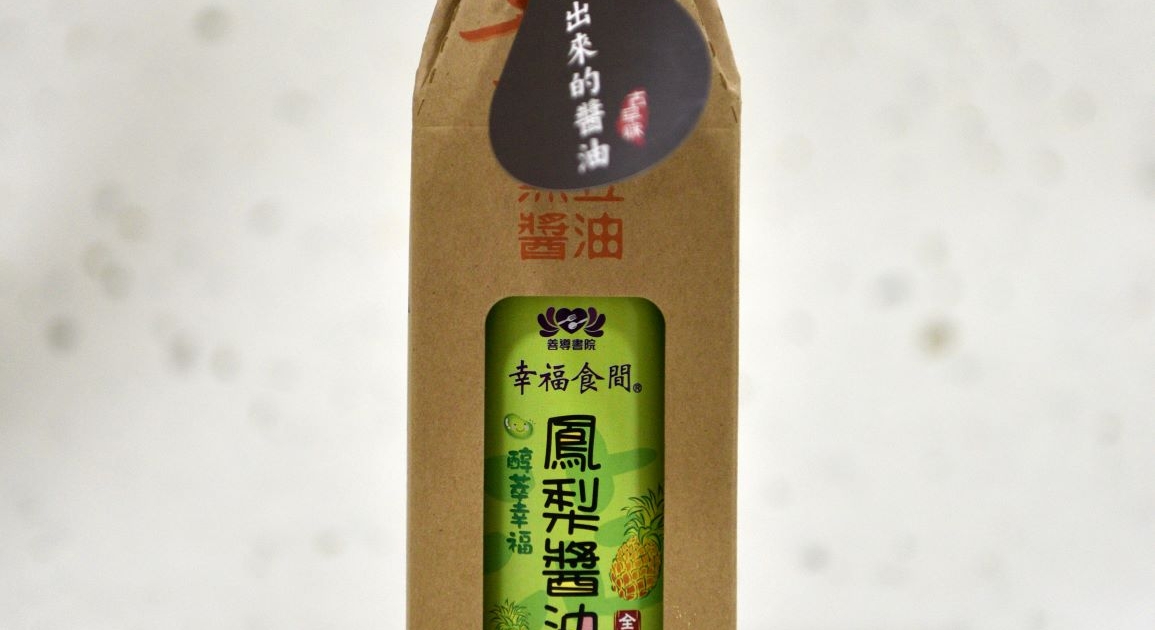 出來的醬油
古早味
醬油
善導書院
幸福食間®
鳳梨醬油
醇萃幸福
全